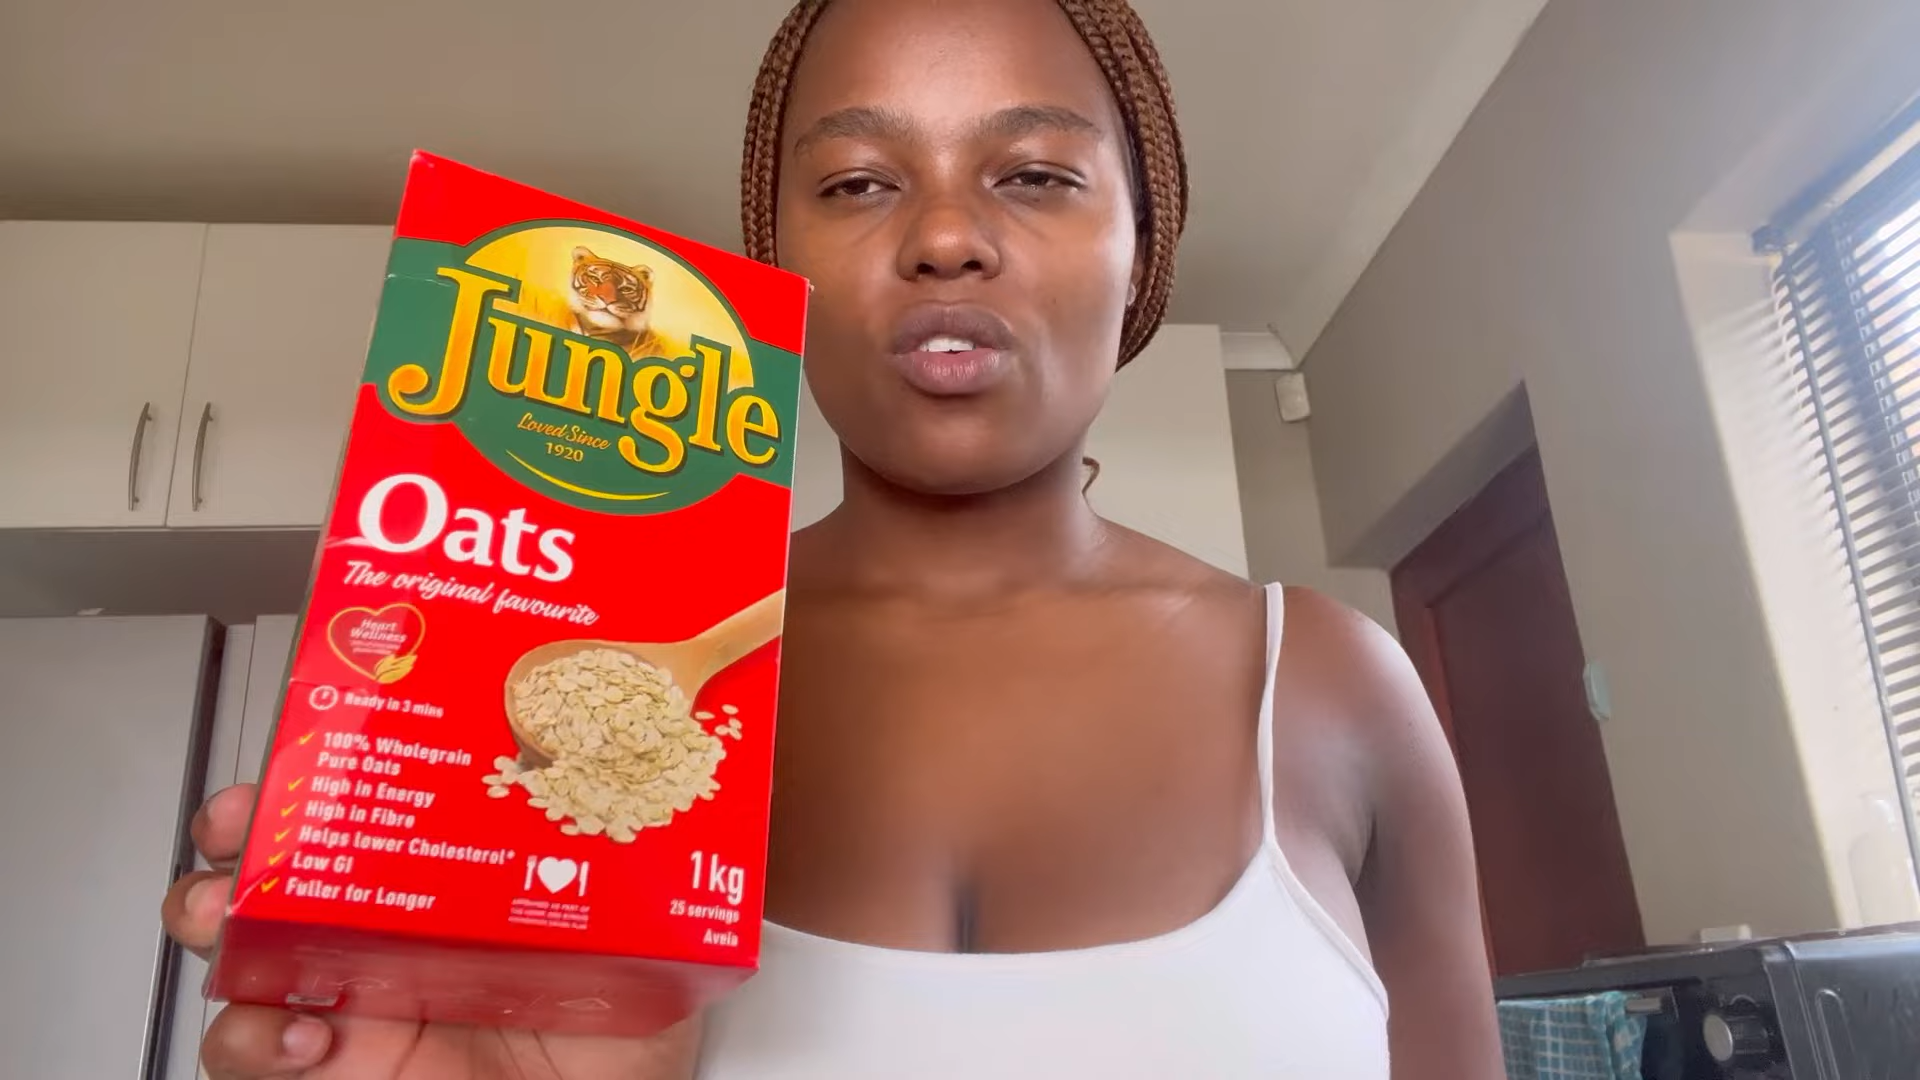 Jungle
Loved Since
1920
Oats
The original favourite
Heart
Wellness
Ready in 3 mins
100% Wholegrain
Pure Oats
High in Energy
High in Fibre
Helps lower Cholesterol*
Low GI
Fuller for Longer
1kg
25 servings
Aveia